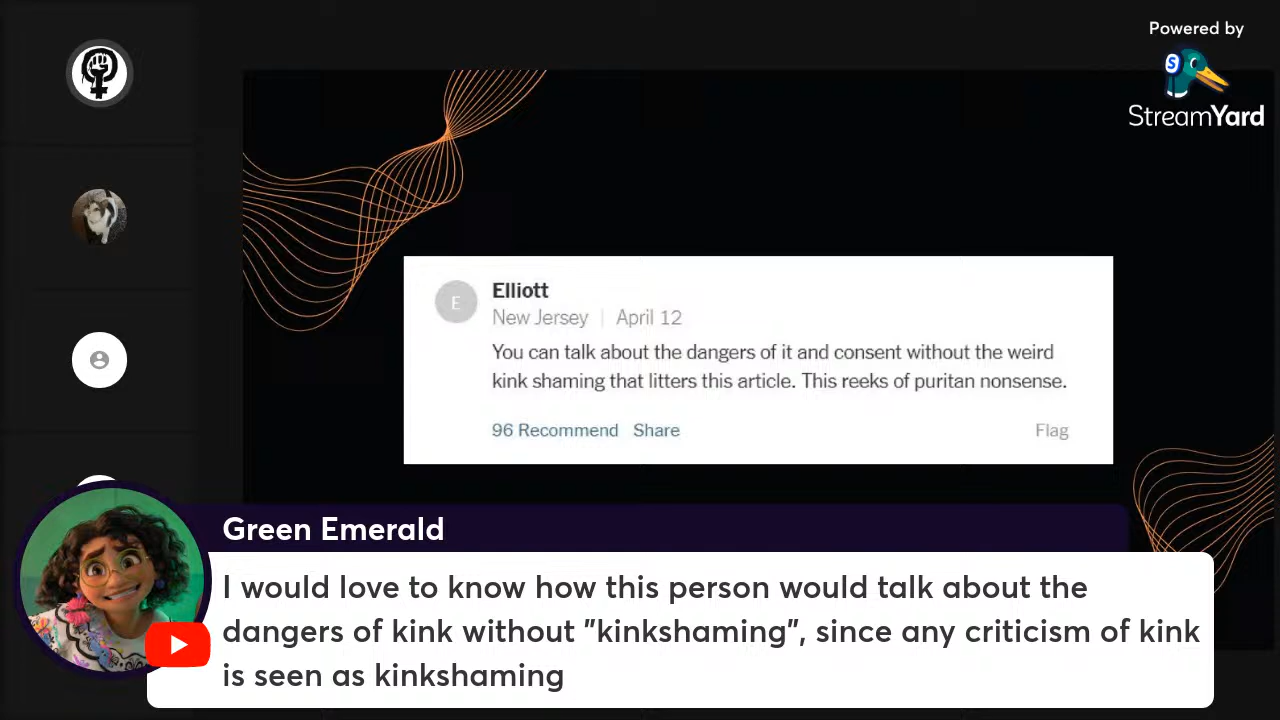 Powered by
S
StreamYard
E
Elliott
New Jersey | April 12
You can talk about the dangers of it and consent without the weird
kink shaming that litters this article. This reeks of puritan nonsense.
96 Recommend Share Flag
Green Emerald
I would love to know how this person would talk about the
dangers of kink without "kinkshaming", since any criticism of kink
is seen as kinkshaming